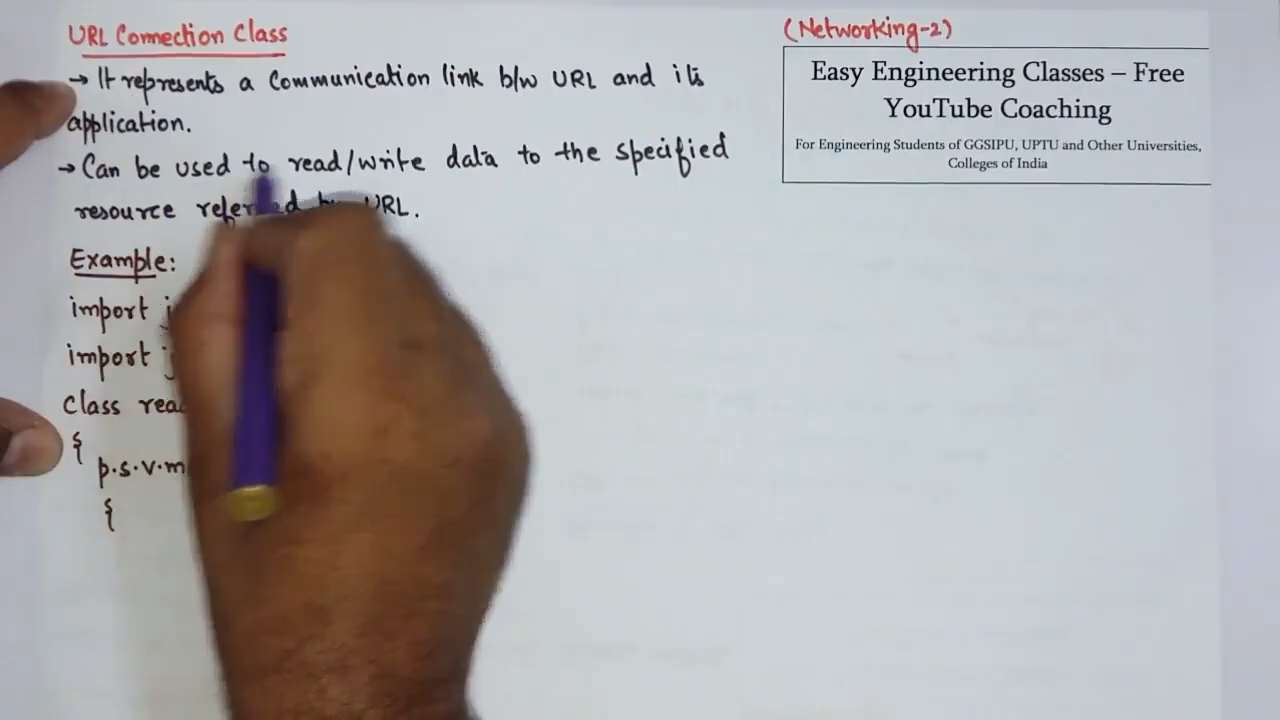 URL Connection Class
→ It represents a Communication link b/w URL and its
application.
→ Can be used to read/write data to the specified
resource referred by URL.
Example:
import
import
Class
{
p.s.v.m
{
(Networking-2)
Easy Engineering Classes – Free
YouTube Coaching
For Engineering Students of GGSIPU, UPTU and Other Universities,
Colleges of India